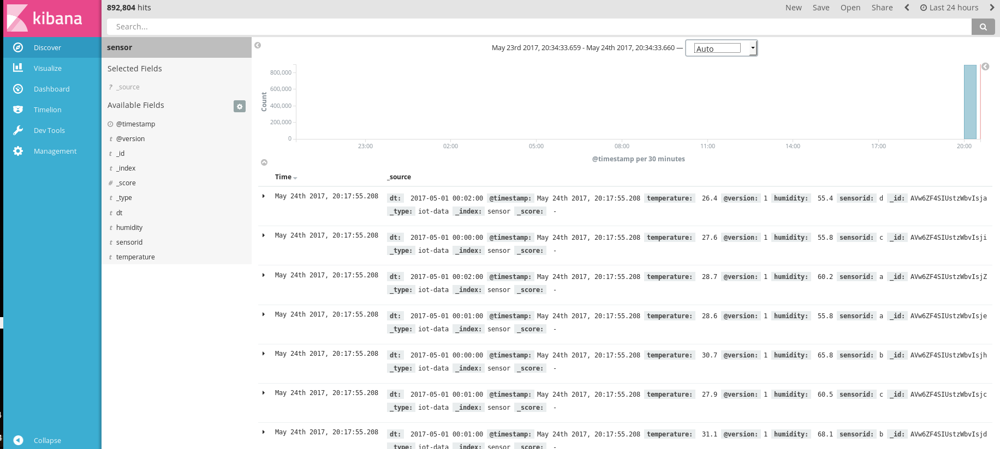 kibana
Discover
Visualize
Dashboard
Timelion
Dev Tools
Management
Collapse
892,804 hits
New Save Open Share Last 24 hours
Search...
sensor
Selected Fields
? _source
Available Fields
@timestamp
t @version
t _id
t _index
# _score
t _type
t dt
t humidity
t sensorid
t temperature
May 23rd 2017, 20:34:33.659 - May 24th 2017, 20:34:33.660 — Auto
Count
800,000
600,000
400,000
200,000
0
23:00 02:00 05:00 08:00 11:00 14:00 17:00 20:00
@timestamp per 30 minutes
Time _source
May 24th 2017, 20:17:55.208 dt: 2017-05-01 00:02:00 @timestamp: May 24th 2017, 20:17:55.208 temperature: 26.4 @version: 1 humidity: 55.4 sensorid: d _id: AVw6ZF4SIUstzWbvIsja
_type: iot-data _index: sensor _score: -
May 24th 2017, 20:17:55.208 dt: 2017-05-01 00:00:00 @timestamp: May 24th 2017, 20:17:55.208 temperature: 27.6 @version: 1 humidity: 55.8 sensorid: c _id: AVw6ZF4SIUstzWbvIsji
_type: iot-data _index: sensor _score: -
May 24th 2017, 20:17:55.208 dt: 2017-05-01 00:02:00 @timestamp: May 24th 2017, 20:17:55.208 temperature: 28.7 @version: 1 humidity: 60.2 sensorid: a _id: AVw6ZF4SIUstzWbvIsjZ
_type: iot-data _index: sensor _score: -
May 24th 2017, 20:17:55.208 dt: 2017-05-01 00:01:00 @timestamp: May 24th 2017, 20:17:55.208 temperature: 28.6 @version: 1 humidity: 55.8 sensorid: a _id: AVw6ZF4SIUstzWbvIsje
_type: iot-data _index: sensor _score: -
May 24th 2017, 20:17:55.208 dt: 2017-05-01 00:00:00 @timestamp: May 24th 2017, 20:17:55.208 temperature: 30.7 @version: 1 humidity: 65.8 sensorid: b _id: AVw6ZF4SIUstzWbvIsjh
_type: iot-data _index: sensor _score: -
May 24th 2017, 20:17:55.208 dt: 2017-05-01 00:01:00 @timestamp: May 24th 2017, 20:17:55.208 temperature: 27.9 @version: 1 humidity: 60.5 sensorid: c _id: AVw6ZF4SIUstzWbvIsjc
_type: iot-data _index: sensor _score: -
May 24th 2017, 20:17:55.208 dt: 2017-05-01 00:01:00 @timestamp: May 24th 2017, 20:17:55.208 temperature: 31.1 @version: 1 humidity: 68.1 sensorid: b _id: AVw6ZF4SIUstzWbvIsjd
_type: iot-data _index: sensor _score: -